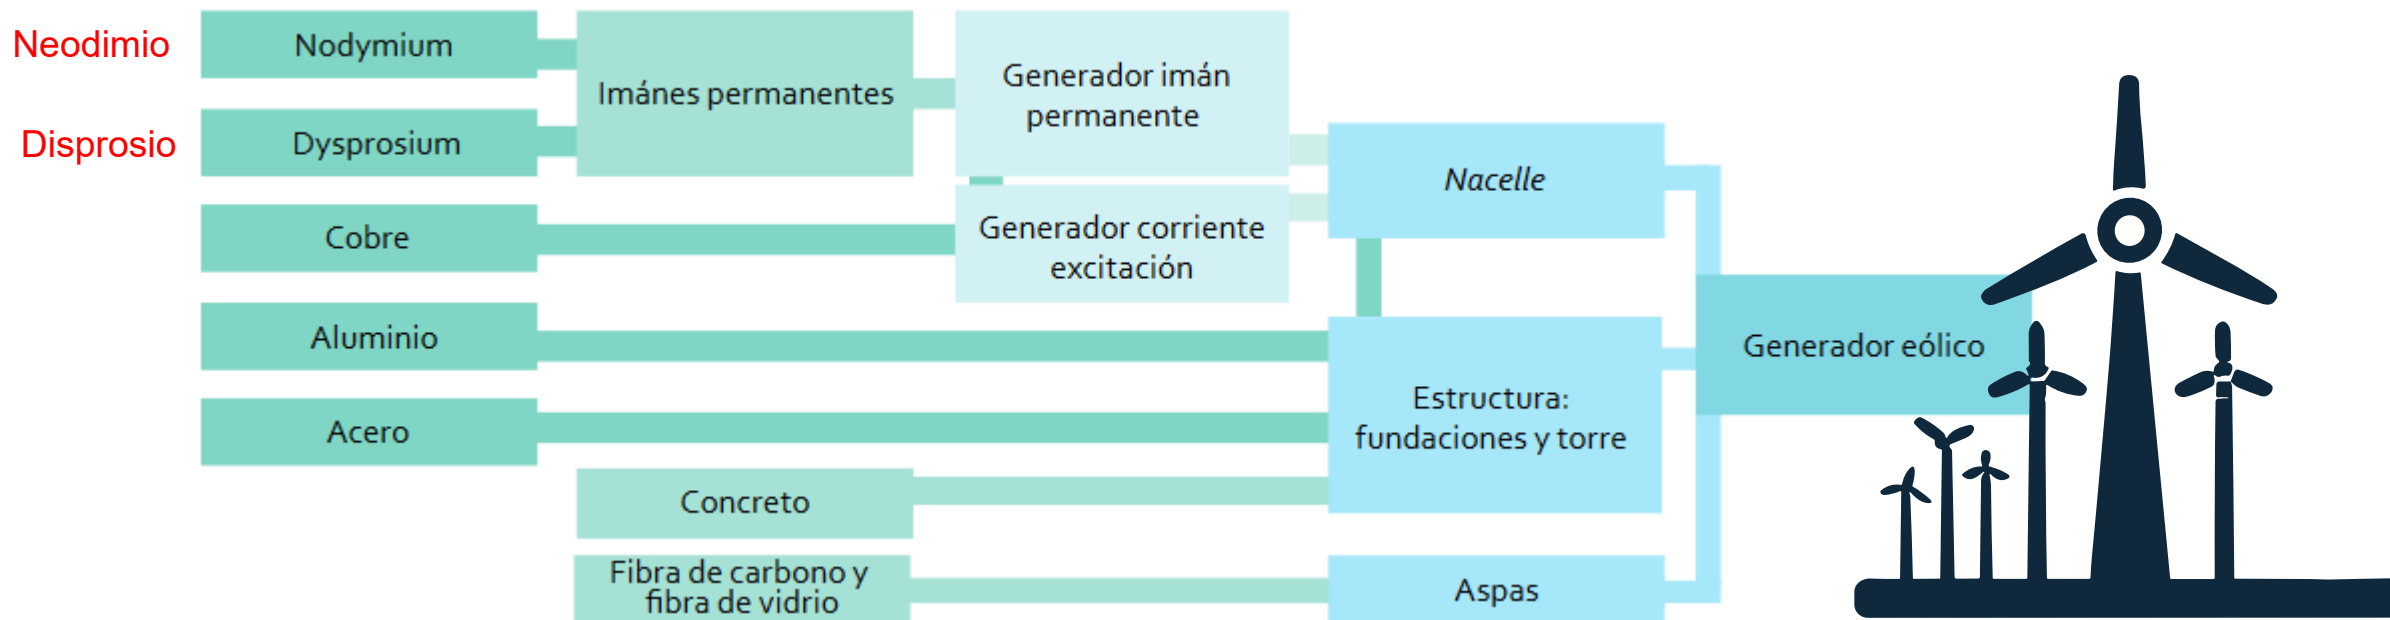 Neodimio
Nodymium
Disprosio
Dysprosium
Imánes permanentes
Generador imán
permanente
Cobre
Generador corriente
excitación
Nacelle
Aluminio
Acero
Estructura:
fundaciones y torre
Generador eólico
Concreto
Fibra de carbono y
fibra de vidrio
Aspas